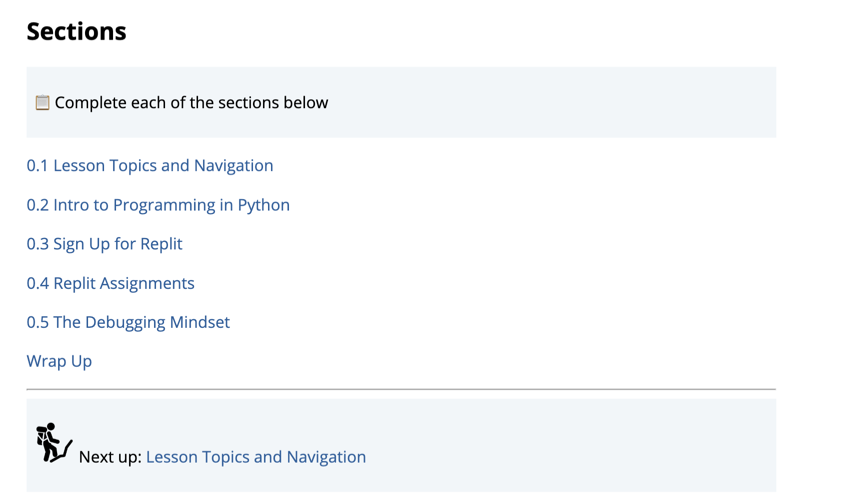 Sections
Complete each of the sections below
0.1 Lesson Topics and Navigation
0.2 Intro to Programming in Python
0.3 Sign Up for Replit
0.4 Replit Assignments
0.5 The Debugging Mindset
Wrap Up
Next up: Lesson Topics and Navigation